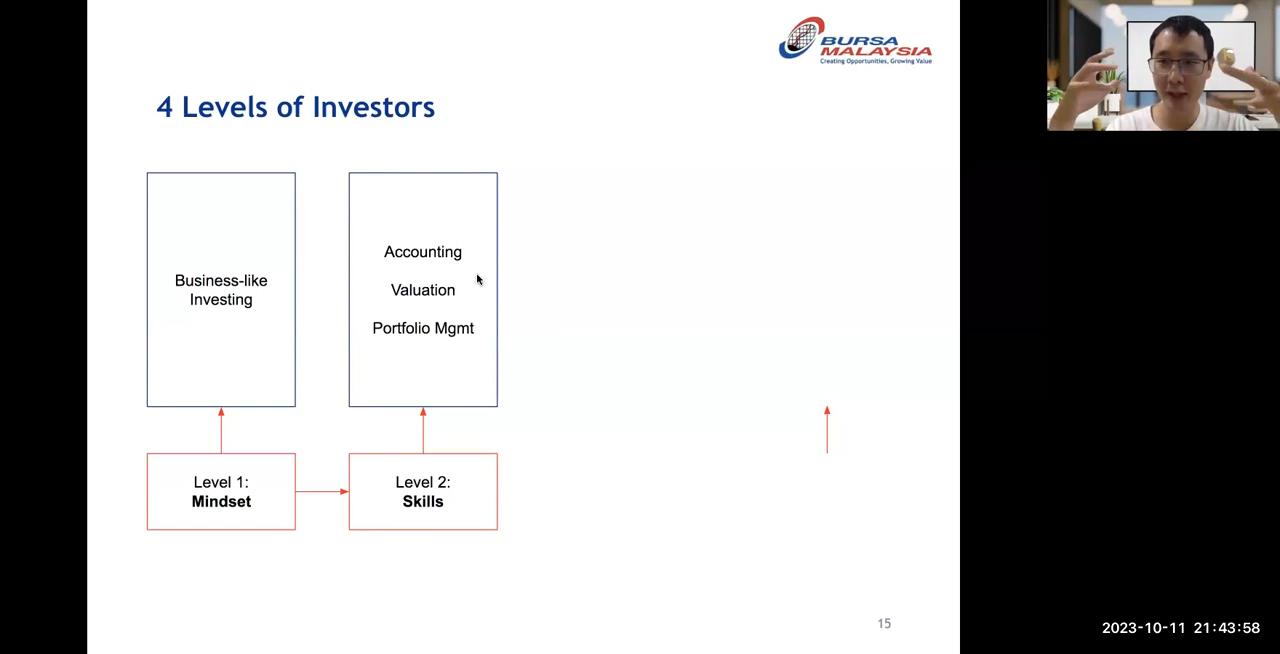 BURSA
MALAYSIA
Creating Opportunities, Growing Value
4 Levels of Investors
Business-like
Investing
Accounting
Valuation
Portfolio Mgmt
Level 1:
Mindset
Level 2:
Skills
15
2023-10-11 21:43:58